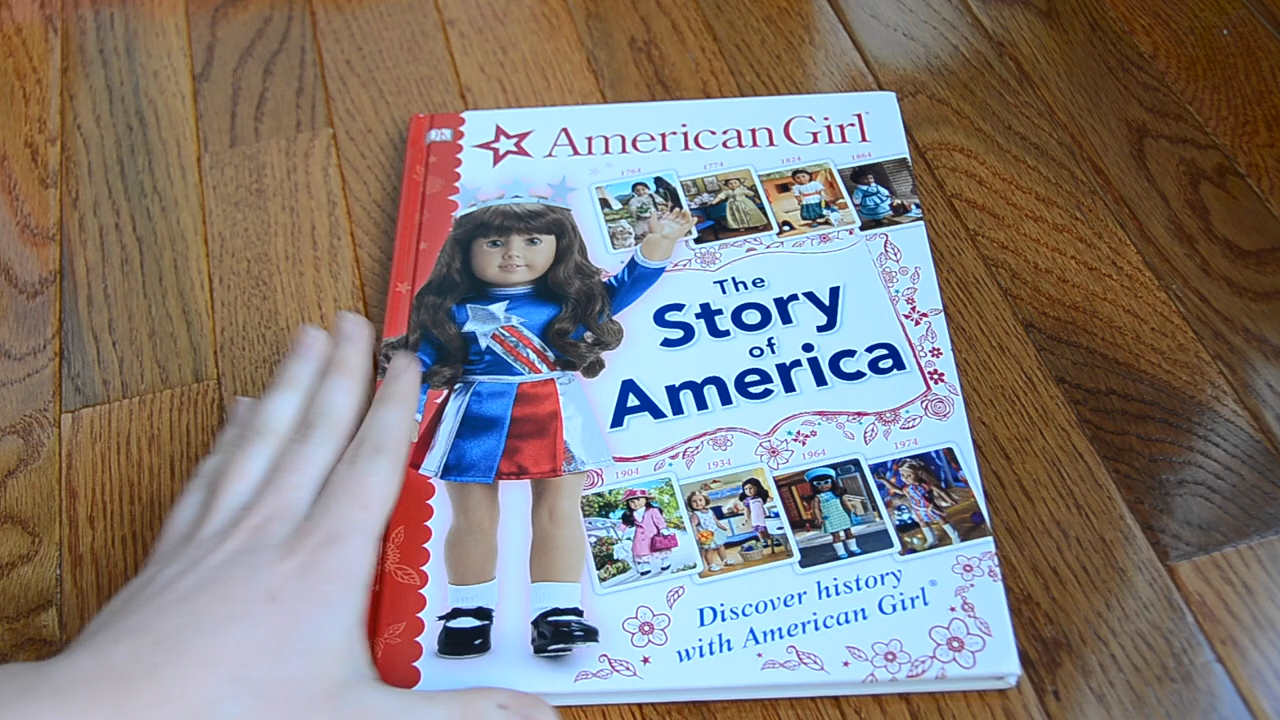 DK
American Girl
1764
1774
1824
1864
The
Story
of
America
1904
1934
1964
1974
Discover history
with American Girl®